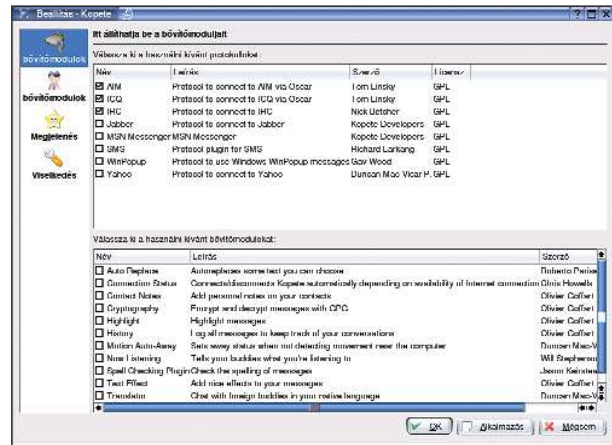 Beállítás - Kopete
Itt állíthatja be a bővítőmoduljait
bővítőmodulok
bővítőmodulok
Megjelenés
Viselkedés
Válassza ki a használni kívánt protokollokat:
Név Leírás Szerző Licensz
AIM Protocol to connect to AIM via Oscar Tom Linsky GPL
ICQ Protocol to connect to ICQ via Oscar Tom Linsky GPL
IRC Protocol to connect to IRC Nick Betcher GPL
Jabber Protocol to connect to Jabber Kopete Developers GPL
MSN Messenger MSN Messenger Kopete Developers GPL
SMS Protocol plugin for SMS Richard Larkang GPL
WinPopup Protocol to use Windows WinPopup messages Gav Wood GPL
Yahoo Protocol to connect to Yahoo Duncan Mac-Vicar P. GPL
Válassza ki a használni kívánt bővítőmodulokat:
Név Leírás Szerző
Auto Replace Autoreplaces some text you can choose Roberto Parise
Connection Status Connects/disconnects Kopete automatically depending on availability of Internet connection Chris Howells
Contact Notes Add personal notes on your contacts Olivier Goffart
Cryptography Encrypt and decrypt messages with GPG Olivier Goffart
Highlight Highlight messages Olivier Goffart
History Log all messages to keep track of your conversations Olivier Goffart
Motion Auto-Away Sets away status when not detecting movement near the computer Duncan Mac-V
Now Listening Tells your buddies what you're listening to Will Stephenson
Spell Checking Plugin Check the spelling of messages Jason Keirstea
Text Effect Add nice effects to your messages Olivier Goffart
Translator Chat with foreign buddies in your native language Duncan Mac-V
OK Alkalmazás Mégsem